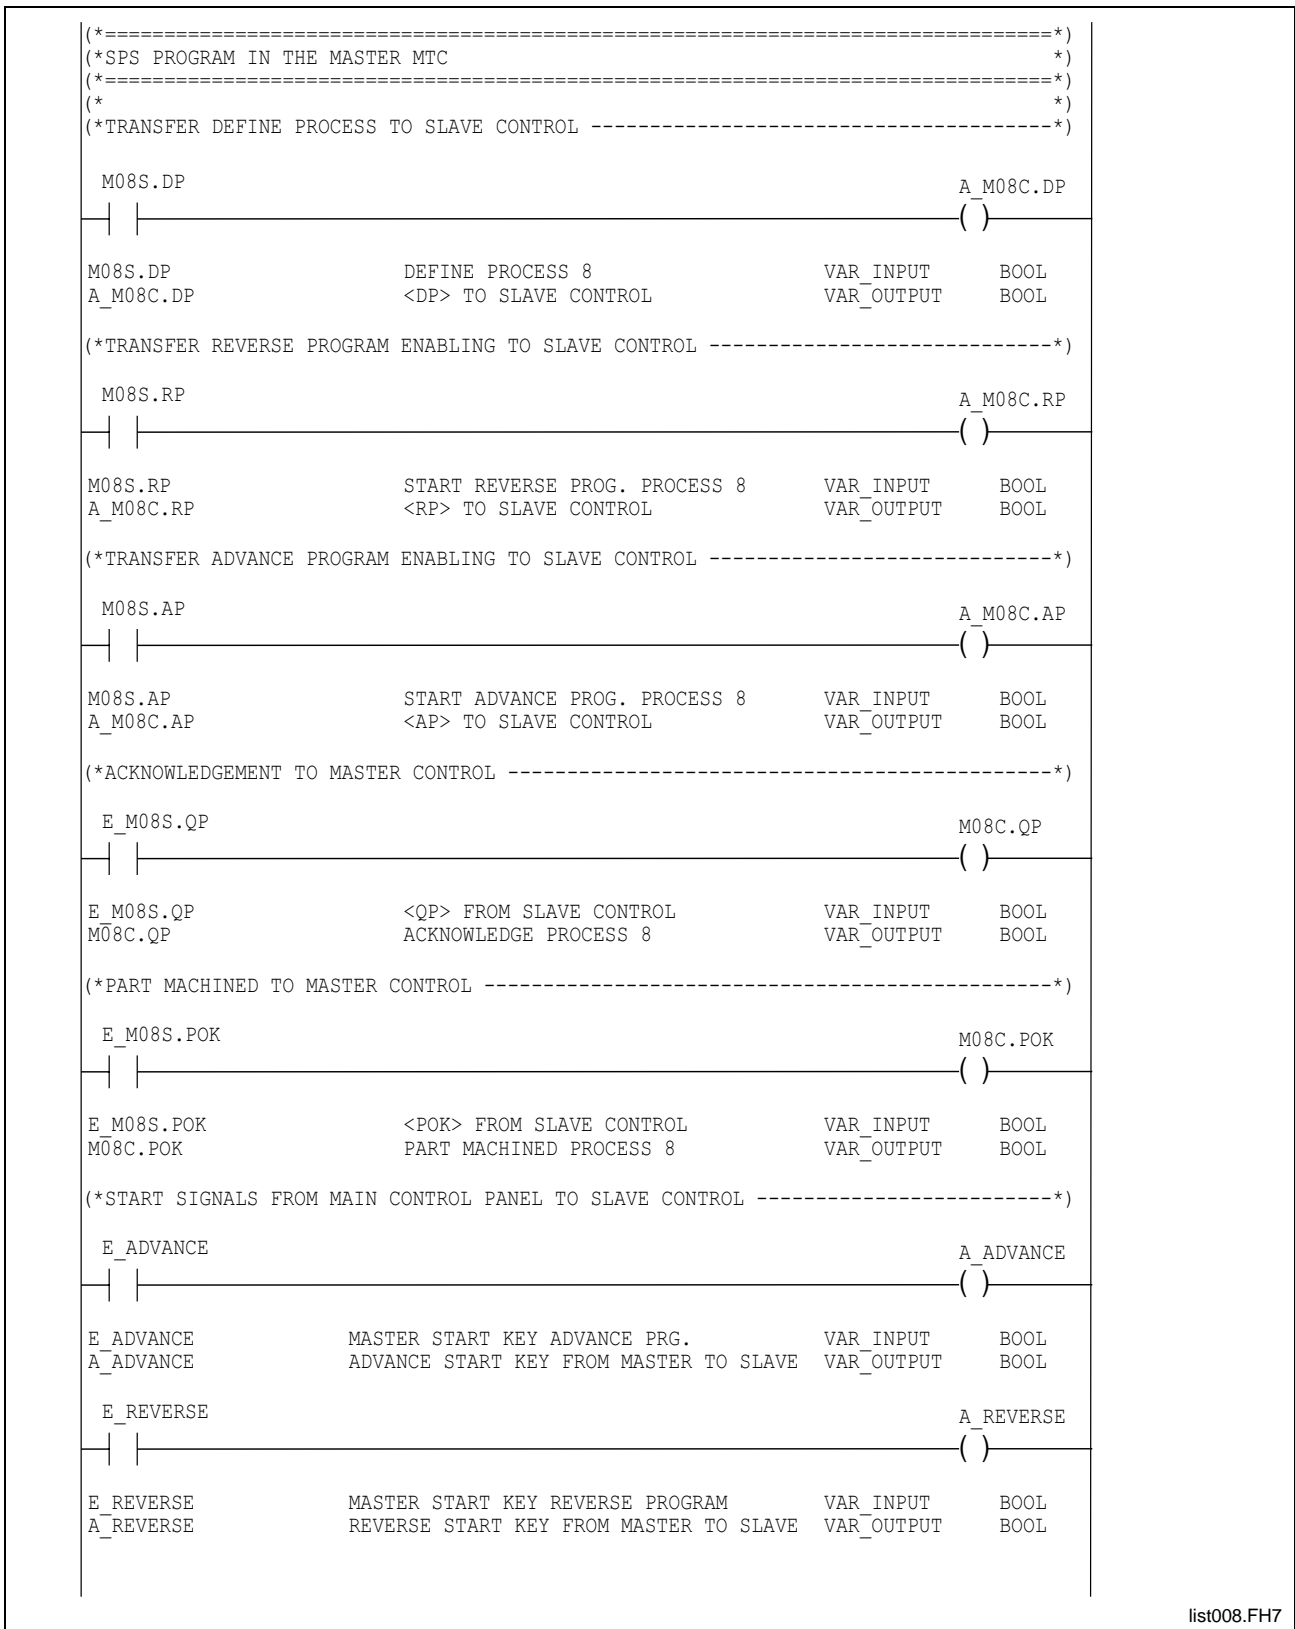 (*================================================================================*)
(*SPS PROGRAM IN THE MASTER MTC *)
(*================================================================================*)
(* *)
(*TRANSFER DEFINE PROCESS TO SLAVE CONTROL ---------------------------------------*)
M08S.DP A_M08C.DP
( )
M08S.DP DEFINE PROCESS 8 VAR_INPUT BOOL
A_M08C.DP <DP> TO SLAVE CONTROL VAR_OUTPUT BOOL
(*TRANSFER REVERSE PROGRAM ENABLING TO SLAVE CONTROL -----------------------------*)
M08S.RP A_M08C.RP
( )
M08S.RP START REVERSE PROG. PROCESS 8 VAR_INPUT BOOL
A_M08C.RP <RP> TO SLAVE CONTROL VAR_OUTPUT BOOL
(*TRANSFER ADVANCE PROGRAM ENABLING TO SLAVE CONTROL -----------------------------*)
M08S.AP A_M08C.AP
( )
M08S.AP START ADVANCE PROG. PROCESS 8 VAR_INPUT BOOL
A_M08C.AP <AP> TO SLAVE CONTROL VAR_OUTPUT BOOL
(*ACKNOWLEDGEMENT TO MASTER CONTROL ----------------------------------------------*)
E_M08S.QP M08C.QP
( )
E_M08S.QP <QP> FROM SLAVE CONTROL VAR_INPUT BOOL
M08C.QP ACKNOWLEDGE PROCESS 8 VAR_OUTPUT BOOL
(*PART MACHINED TO MASTER CONTROL ------------------------------------------------*)
E_M08S.POK M08C.POK
( )
E_M08S.POK <POK> FROM SLAVE CONTROL VAR_INPUT BOOL
M08C.POK PART MACHINED PROCESS 8 VAR_OUTPUT BOOL
(*START SIGNALS FROM MAIN CONTROL PANEL TO SLAVE CONTROL -------------------------*)
E_ADVANCE A_ADVANCE
( )
E_ADVANCE MASTER START KEY ADVANCE PRG. VAR_INPUT BOOL
A_ADVANCE ADVANCE START KEY FROM MASTER TO SLAVE VAR_OUTPUT BOOL
E_REVERSE A_REVERSE
( )
E_REVERSE MASTER START KEY REVERSE PROGRAM VAR_INPUT BOOL
A_REVERSE REVERSE START KEY FROM MASTER TO SLAVE VAR_OUTPUT BOOL
list008.FH7